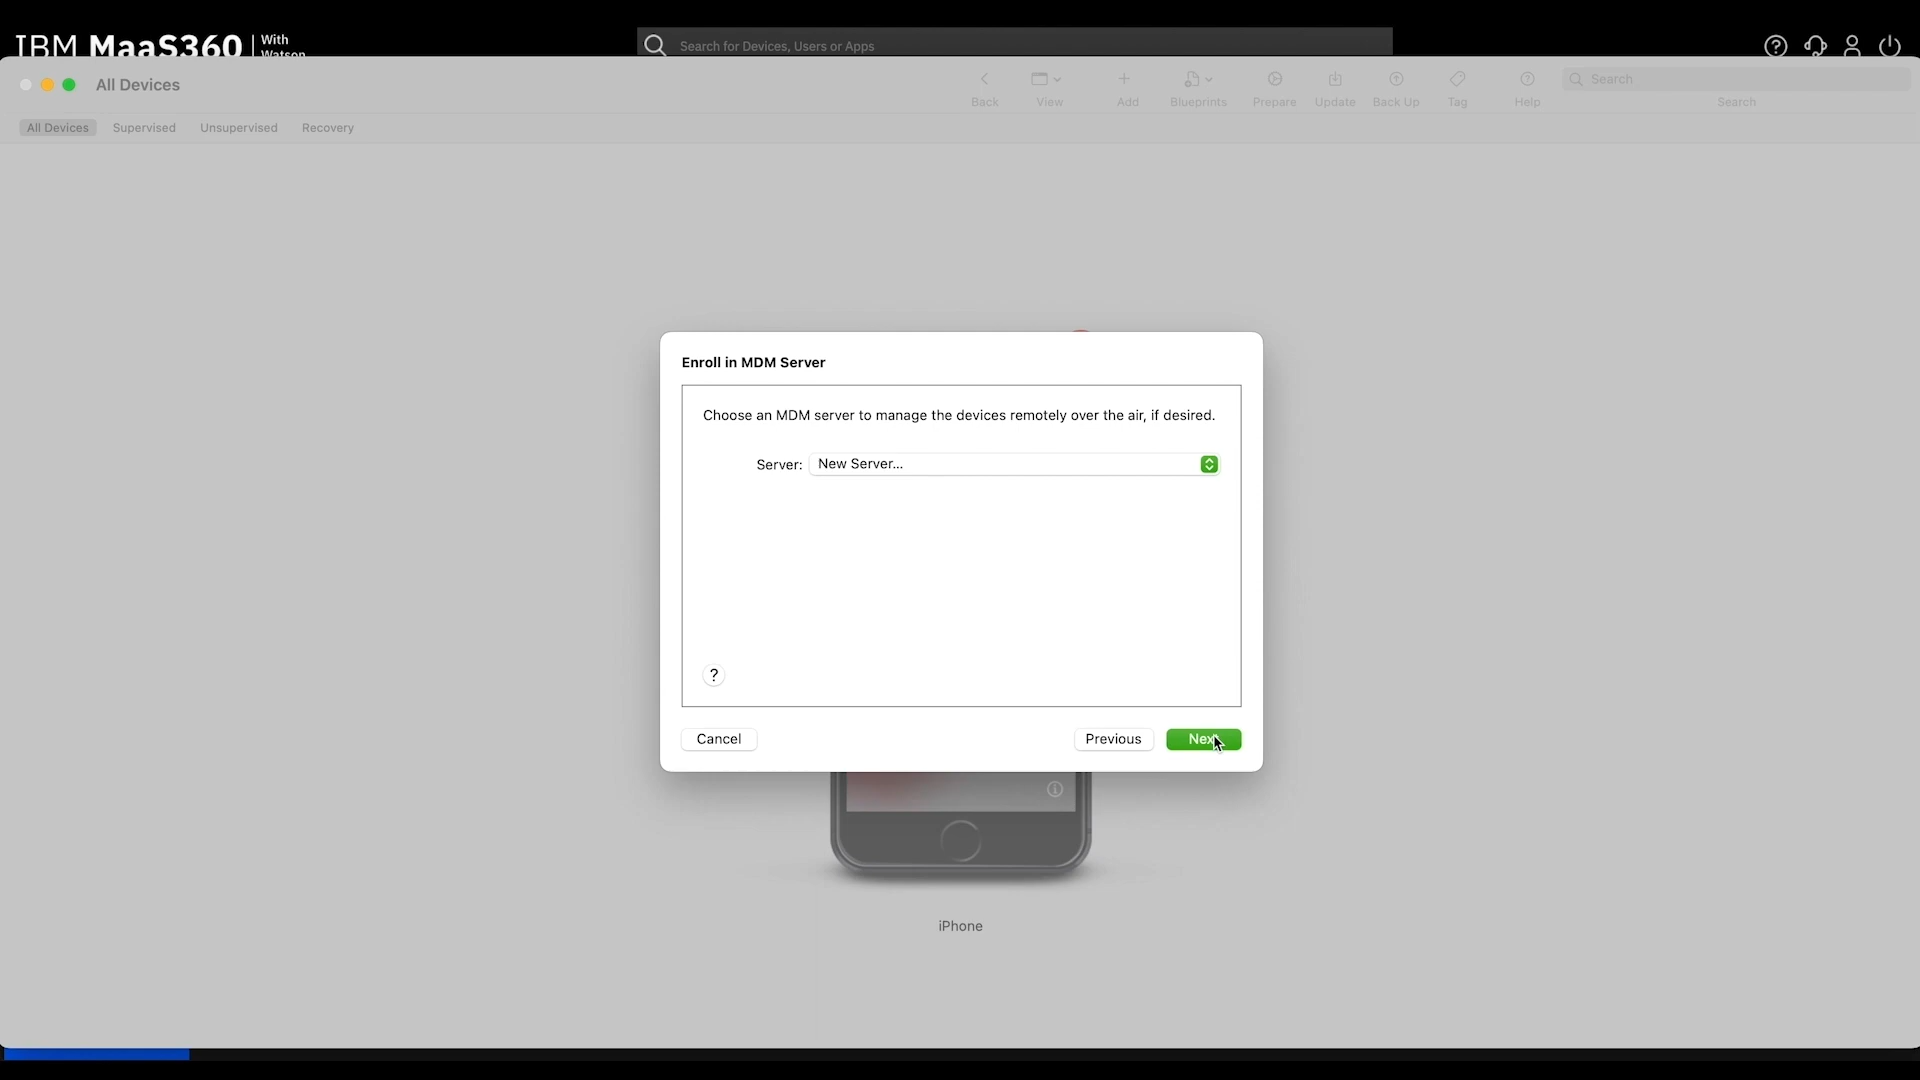 IBM MaaS360 | With
Watson
Search for Devices, Users or Apps
All Devices
Back
View
Add
Blueprints
Prepare
Update
Back Up
Tag
Help
Search
Search
All Devices
Supervised
Unsupervised
Recovery
Enroll in MDM Server
Choose an MDM server to manage the devices remotely over the air, if desired.
Server: New Server...
?
Cancel
Previous
Next
iPhone